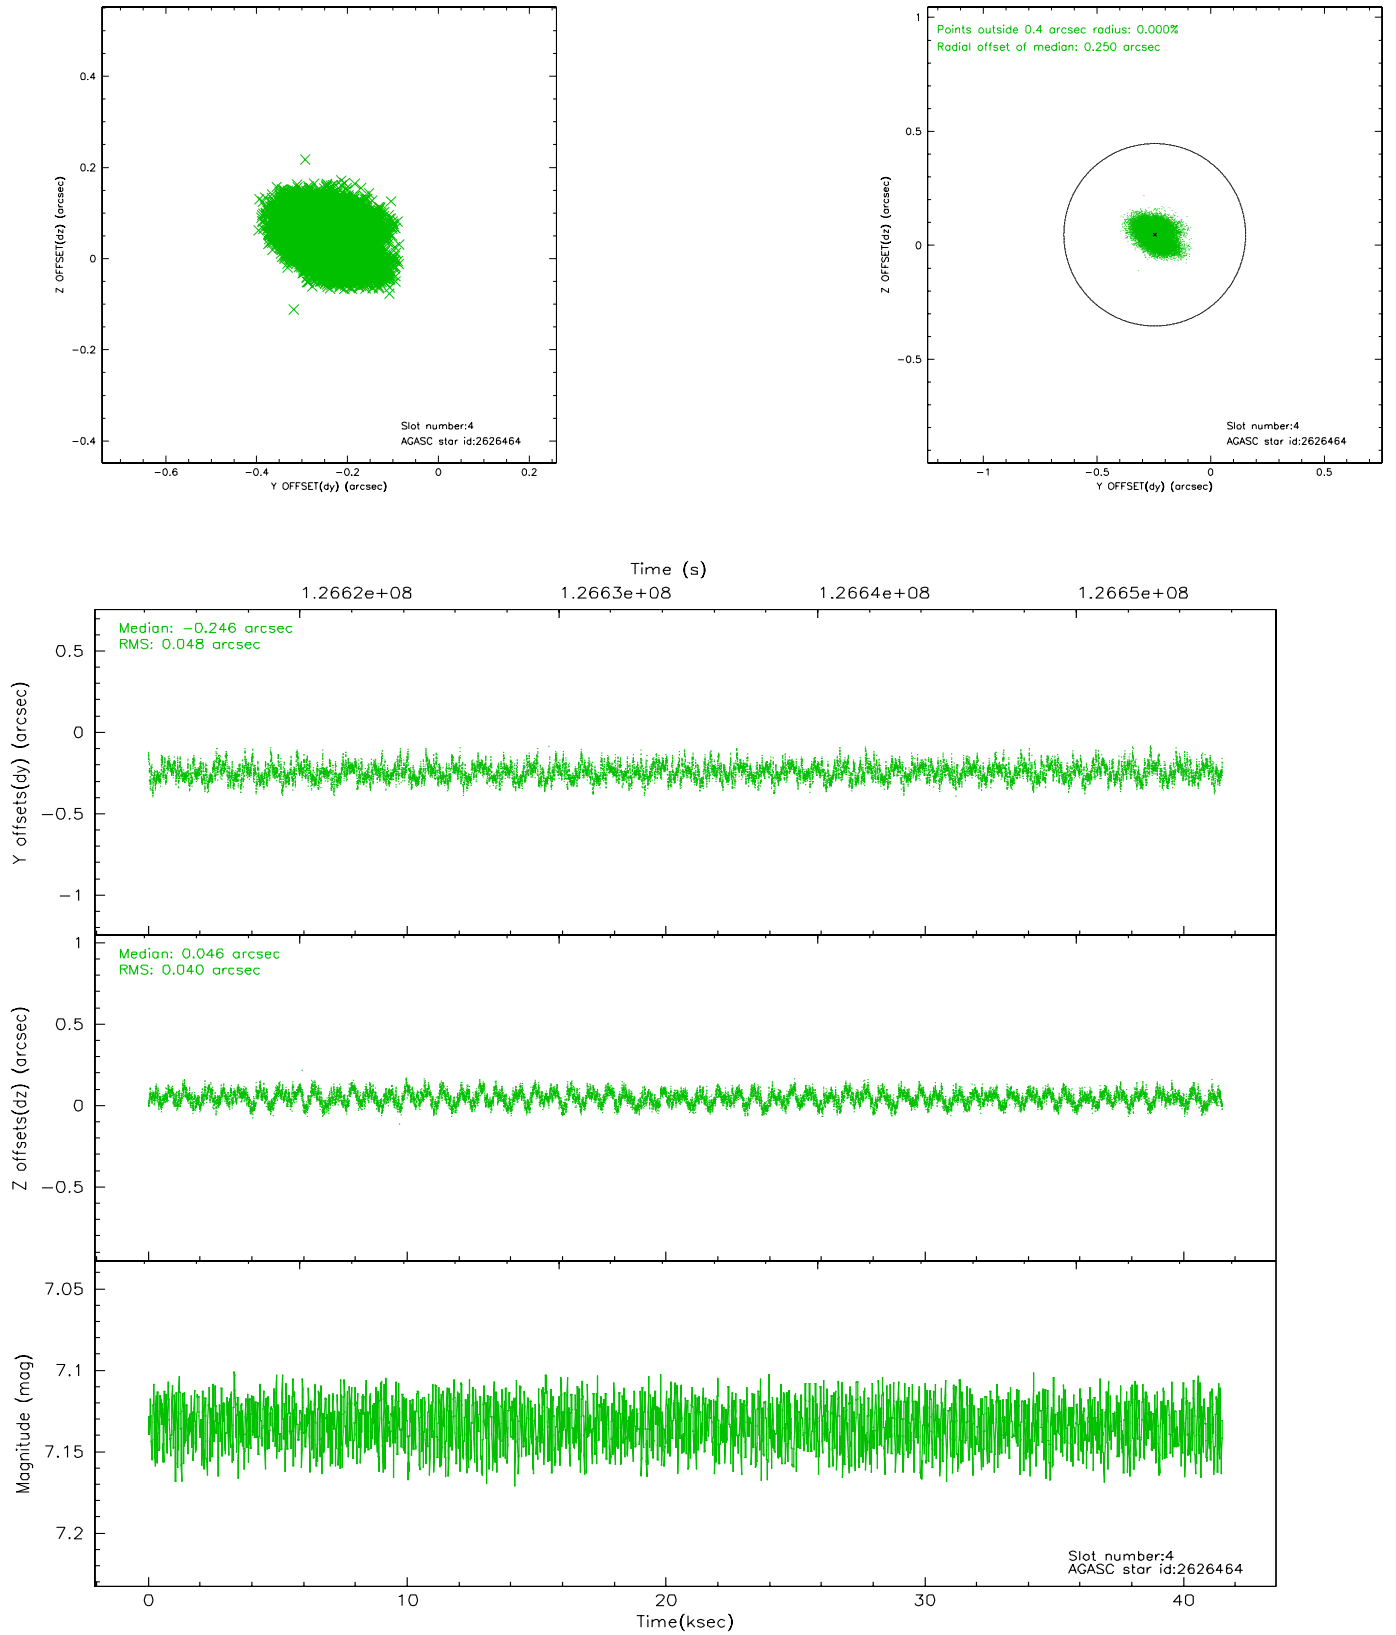 0.4
0.2
0
−0.2
−0.4
Z OFFSET(dz) (arcsec)
Slot number:4
AGASC star id:2626464
−0.6
−0.4
−0.2
0
0.2
Y OFFSET(dy) (arcsec)
Points outside 0.4 arcsec radius: 0.000%
Radial offset of median: 0.250 arcsec
1
0.5
0
−0.5
Z OFFSET(dz) (arcsec)
Slot number:4
AGASC star id:2626464
−1
−0.5
0
0.5
Y OFFSET(dy) (arcsec)
Time (s)
1.2662e+08
1.2663e+08
1.2664e+08
1.2665e+08
Median: −0.246 arcsec
RMS: 0.048 arcsec
0.5
0
−0.5
−1
Y offsets(dy) (arcsec)
Median: 0.046 arcsec
RMS: 0.040 arcsec
1
0.5
0
−0.5
Z offsets(dz) (arcsec)
7.05
7.1
7.15
7.2
Magnitude (mag)
Slot number:4
AGASC star id:2626464
0
10
20
30
40
Time(ksec)